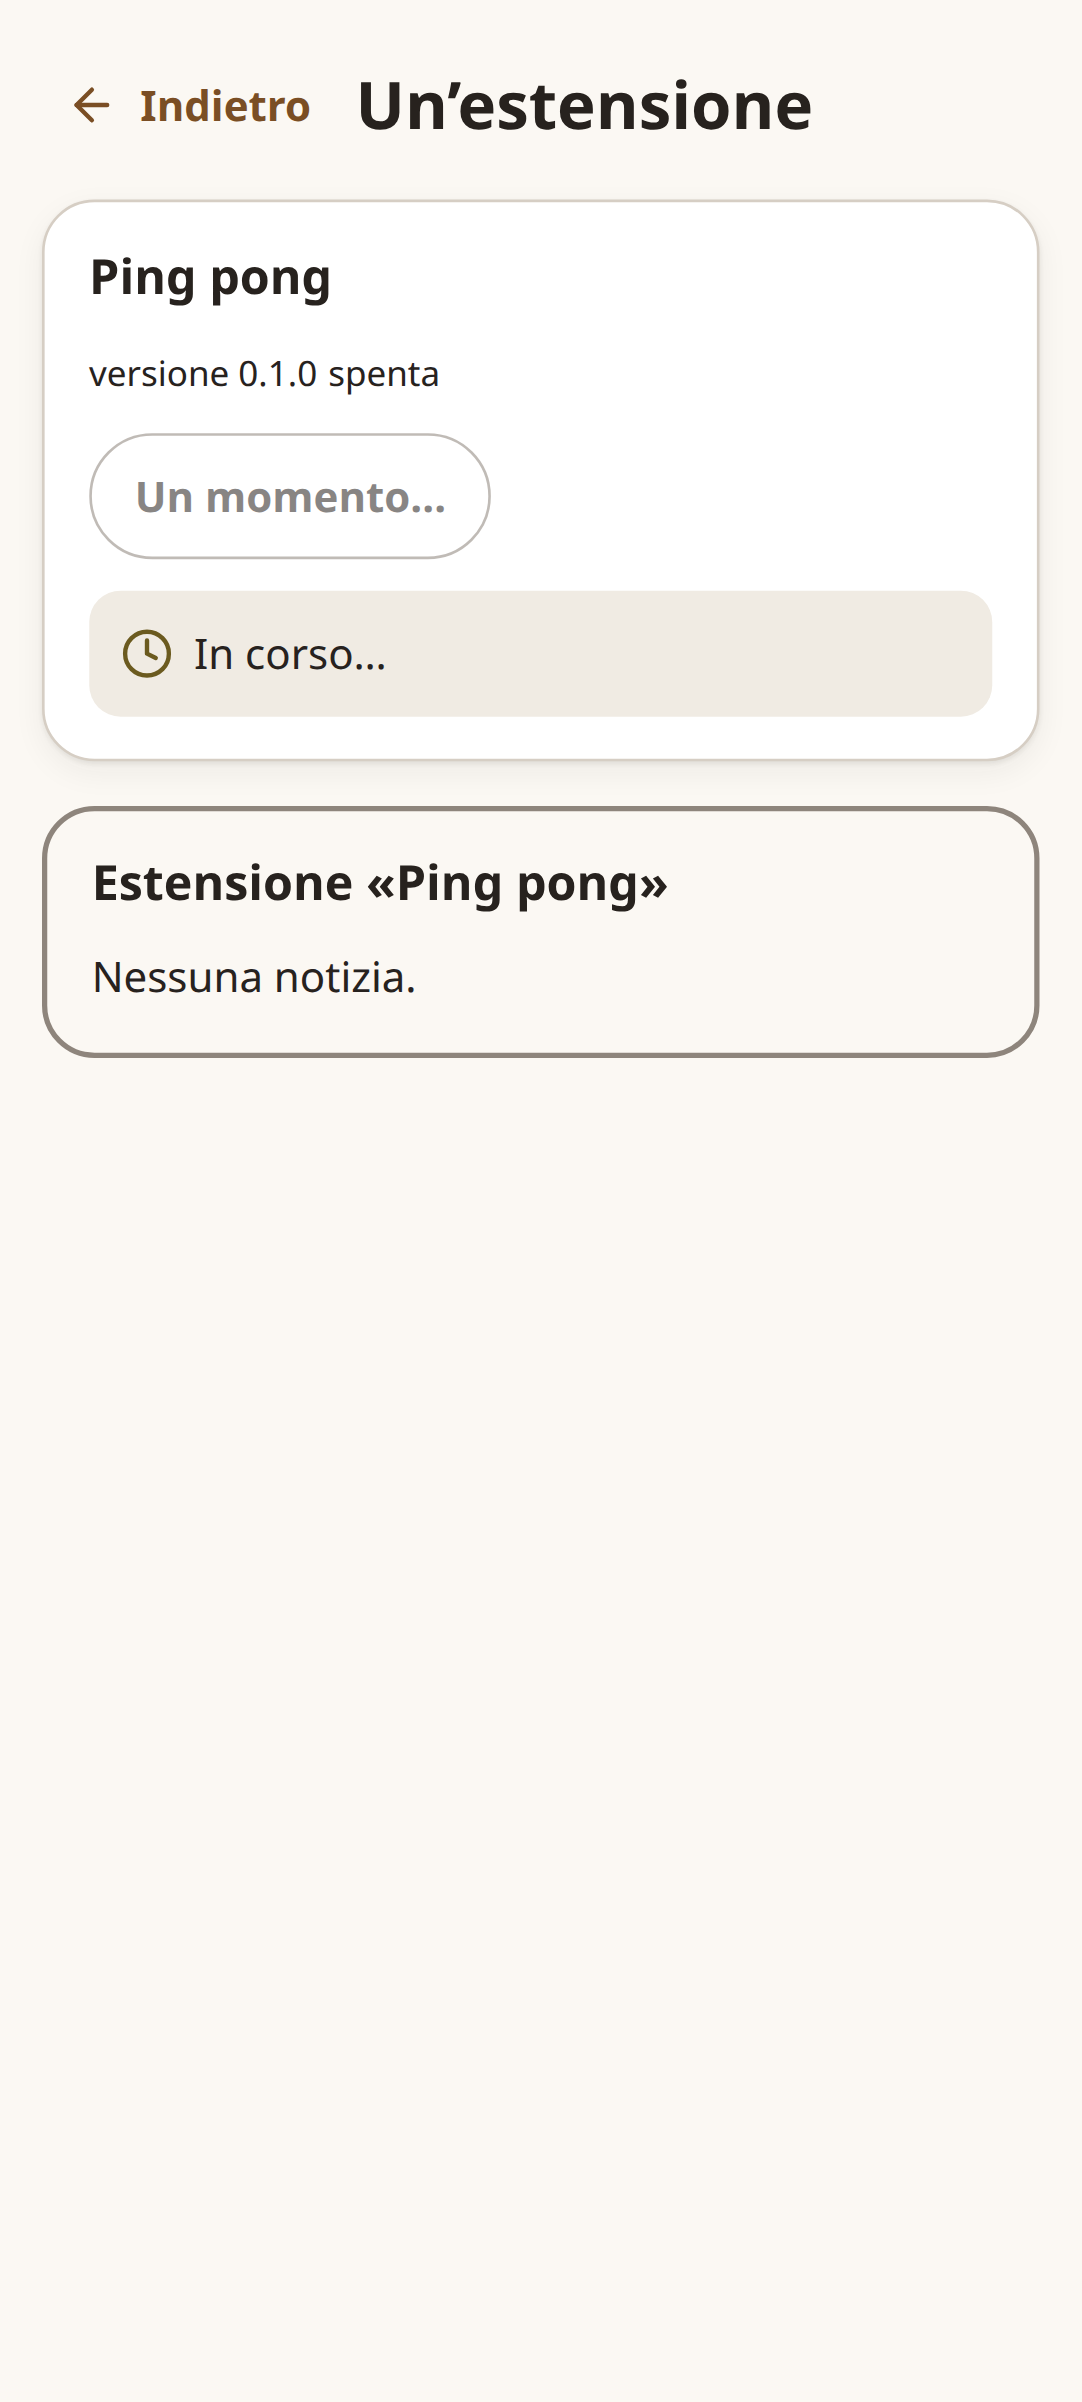 Indietro
Un’estensione
Ping pong
versione 0.1.0 spenta
Un momento…
In corso…
Estensione «Ping pong»
Nessuna notizia.